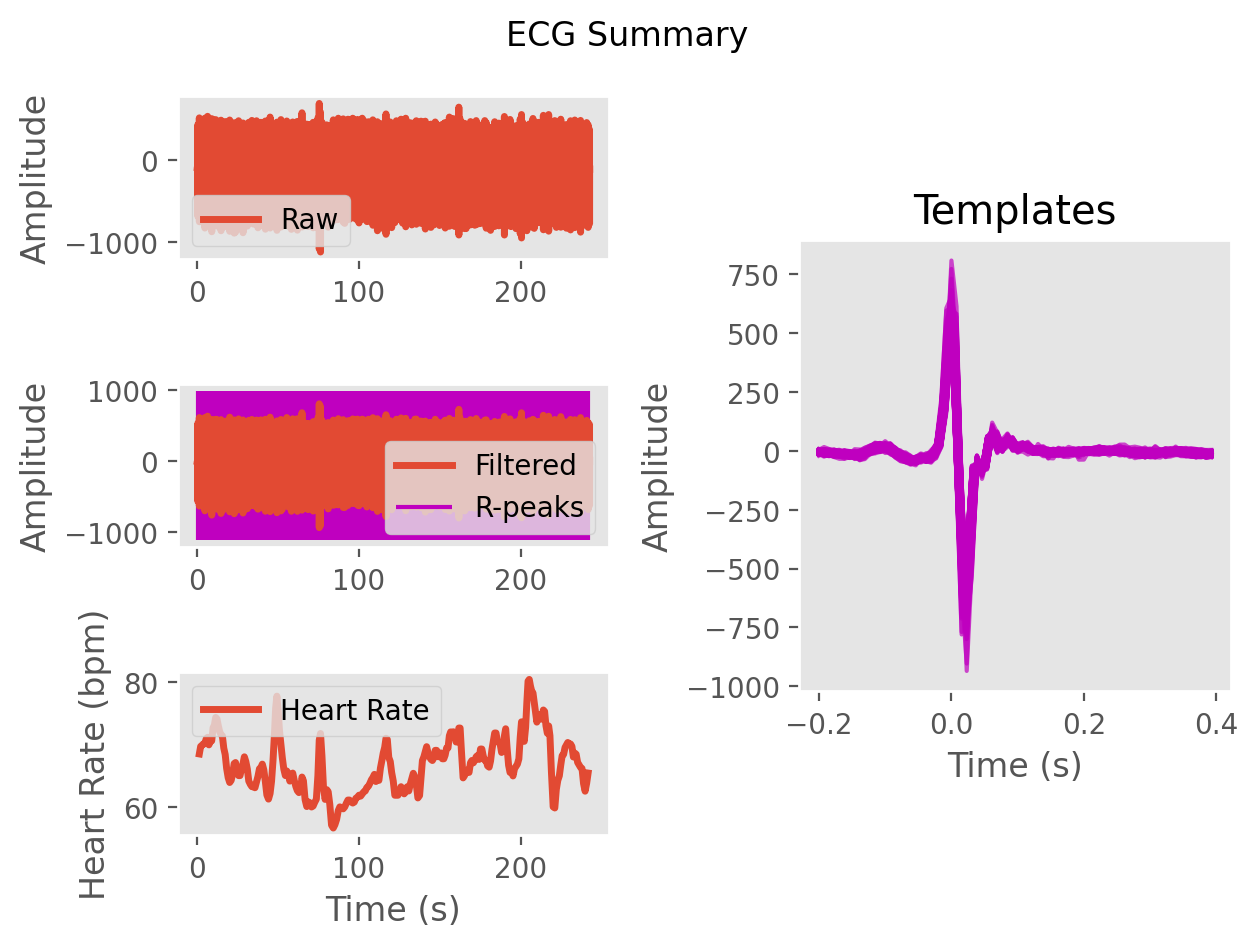 ECG Summary
Amplitude
0
−1000
Raw
0
100
200
Amplitude
1000
0
−1000
Filtered
R-peaks
0
100
200
Heart Rate (bpm)
80
60
Heart Rate
0
100
200
Time (s)
Templates
Amplitude
750
500
250
0
−250
−500
−750
−1000
−0.2
0.0
0.2
0.4
Time (s)